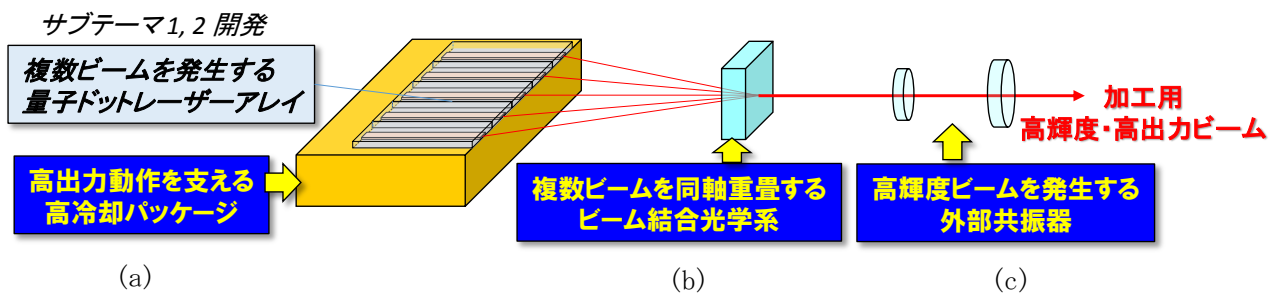 サブテーマ1, 2 開発
複数ビームを発生する
量子ドットレーザーアレイ
加工用
高輝度・高出力ビーム
高出力動作を支える
高冷却パッケージ
複数ビームを同軸重畳する
ビーム結合光学系
高輝度ビームを発生する
外部共振器
(a)
(b)
(c)